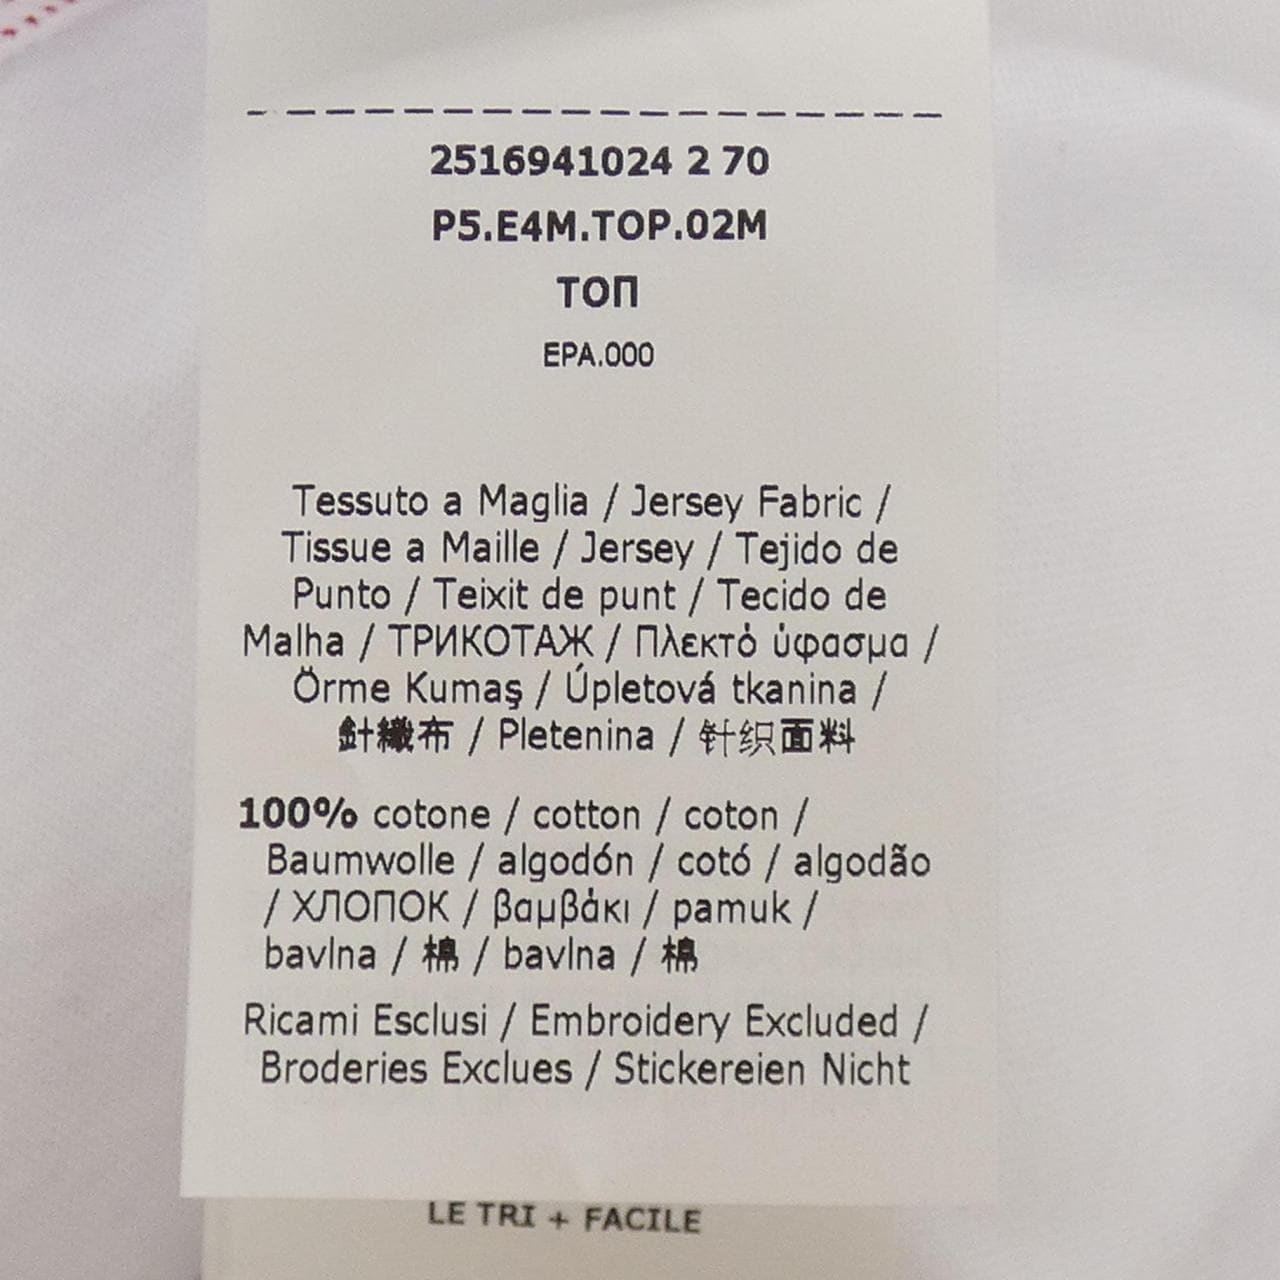 2516941024 2 70
P5.E4M.TOP.02M
ТОП
EPA.000
Tessuto a Maglia / Jersey Fabric /
Tissue a Maille / Jersey / Tejido de
Punto / Teixit de punt / Tecido de
Malha / ТРИКОТАЖ / Πλεκτό ύφασμα /
Örme Kumaş / Úpletová tkanina /
針織布 / Pletenina / 针织面料
100% cotone / cotton / coton /
Baumwolle / algodón / cotó / algodão
/ ХЛОПОК / βαμβάκι / pamuk /
bavlna / 棉 / bavlna / 棉
Ricami Esclusi / Embroidery Excluded /
Broderies Exclues / Stickereien Nicht
LE TRI + FACILE